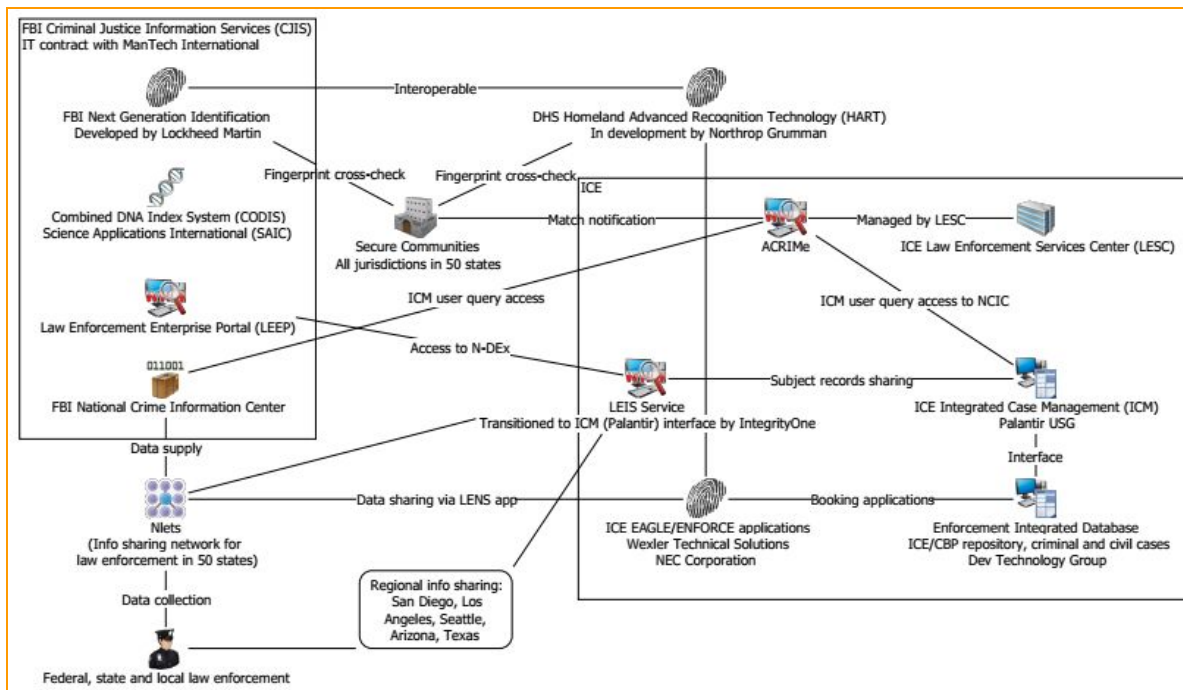 FBI Criminal Justice Information Services (CJIS)
IT contract with ManTech International
Interoperable
FBI Next Generation Identification
Developed by Lockheed Martin
DHS Homeland Advanced Recognition Technology (HART)
In development by Northrop Grumman
Fingerprint cross-check
Fingerprint cross-check
ICE
Combined DNA Index System (CODIS)
Science Applications International (SAIC)
Match notification
Managed by LESC
Secure Communities
All jurisdictions in 50 states
ACRIMe
ICE Law Enforcement Services Center (LESC)
ICM user query access
ICM user query access to NCIC
Law Enforcement Enterprise Portal (LEEP)
Access to N-DEx
011001
FBI National Crime Information Center
LEIS Service
Subject records sharing
ICE Integrated Case Management (ICM)
Palantir USG
Transitioned to ICM (Palantir) interface by IntegrityOne
Data supply
Interface
Data sharing via LENS app
Booking applications
Nlets
(Info sharing network for
law enforcement in 50 states)
ICE EAGLE/ENFORCE applications
Wexler Technical Solutions
NEC Corporation
Enforcement Integrated Database
ICE/CBP repository, criminal and civil cases
Dev Technology Group
Regional info sharing:
San Diego, Los
Angeles, Seattle,
Arizona, Texas
Data collection
Federal, state and local law enforcement